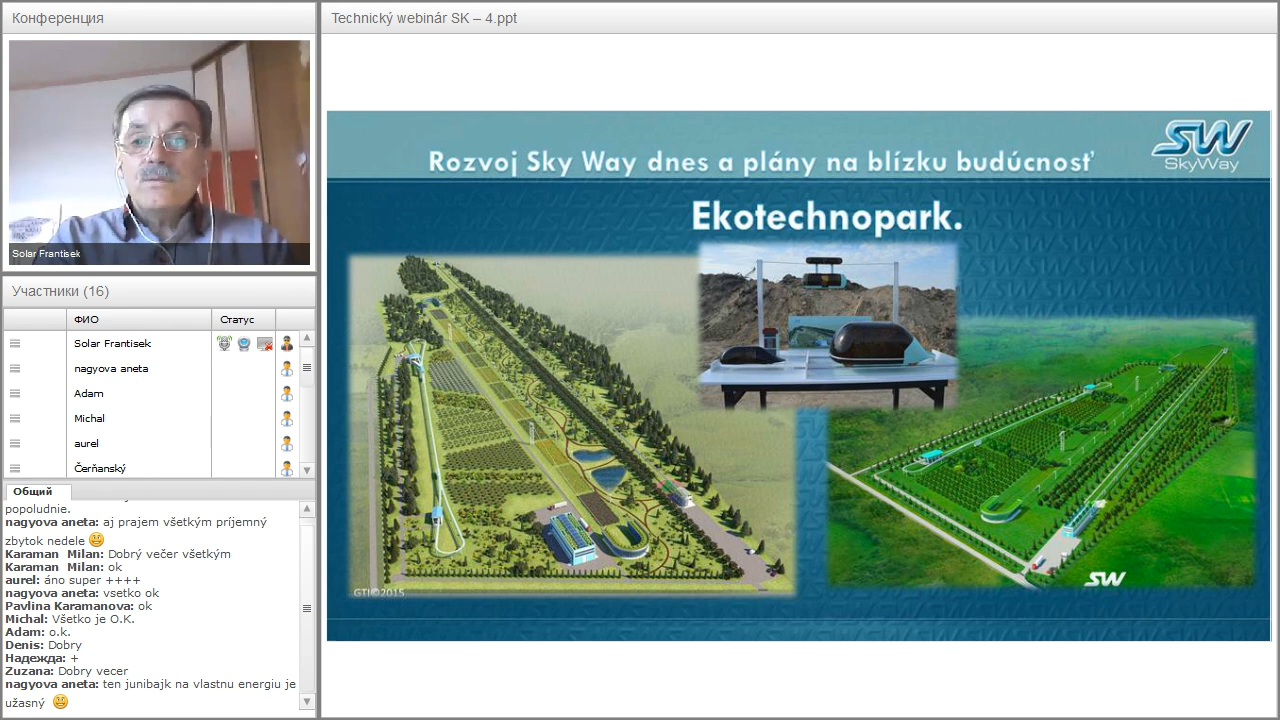 Конференция
Solar Frantisek
Участники (16)
ФИО
Статус
Solar Frantisek
nagyova aneta
Adam
Michal
aurel
Čerňanský
Общий
popoludnie.
nagyova aneta: aj prajem všetkým príjemný
zbytok nedele
Karaman Milan: Dobrý večer všetkým
Karaman Milan: ok
aurel: áno super ++++
nagyova aneta: vsetko ok
Pavlina Karamanova: ok
Michal: Všetko je O.K.
Adam: o.k.
Denis: Dobry
Надежда: +
Zuzana: Dobry vecer
nagyova aneta: ten junibajk na vlastnu energiu je
užasný
Technický webinár SK – 4.ppt
SW
SkyWay
Rozvoj Sky Way dnes a plány na blízku budúcnosť
Ekotechnopark.
GTI©2015
SW